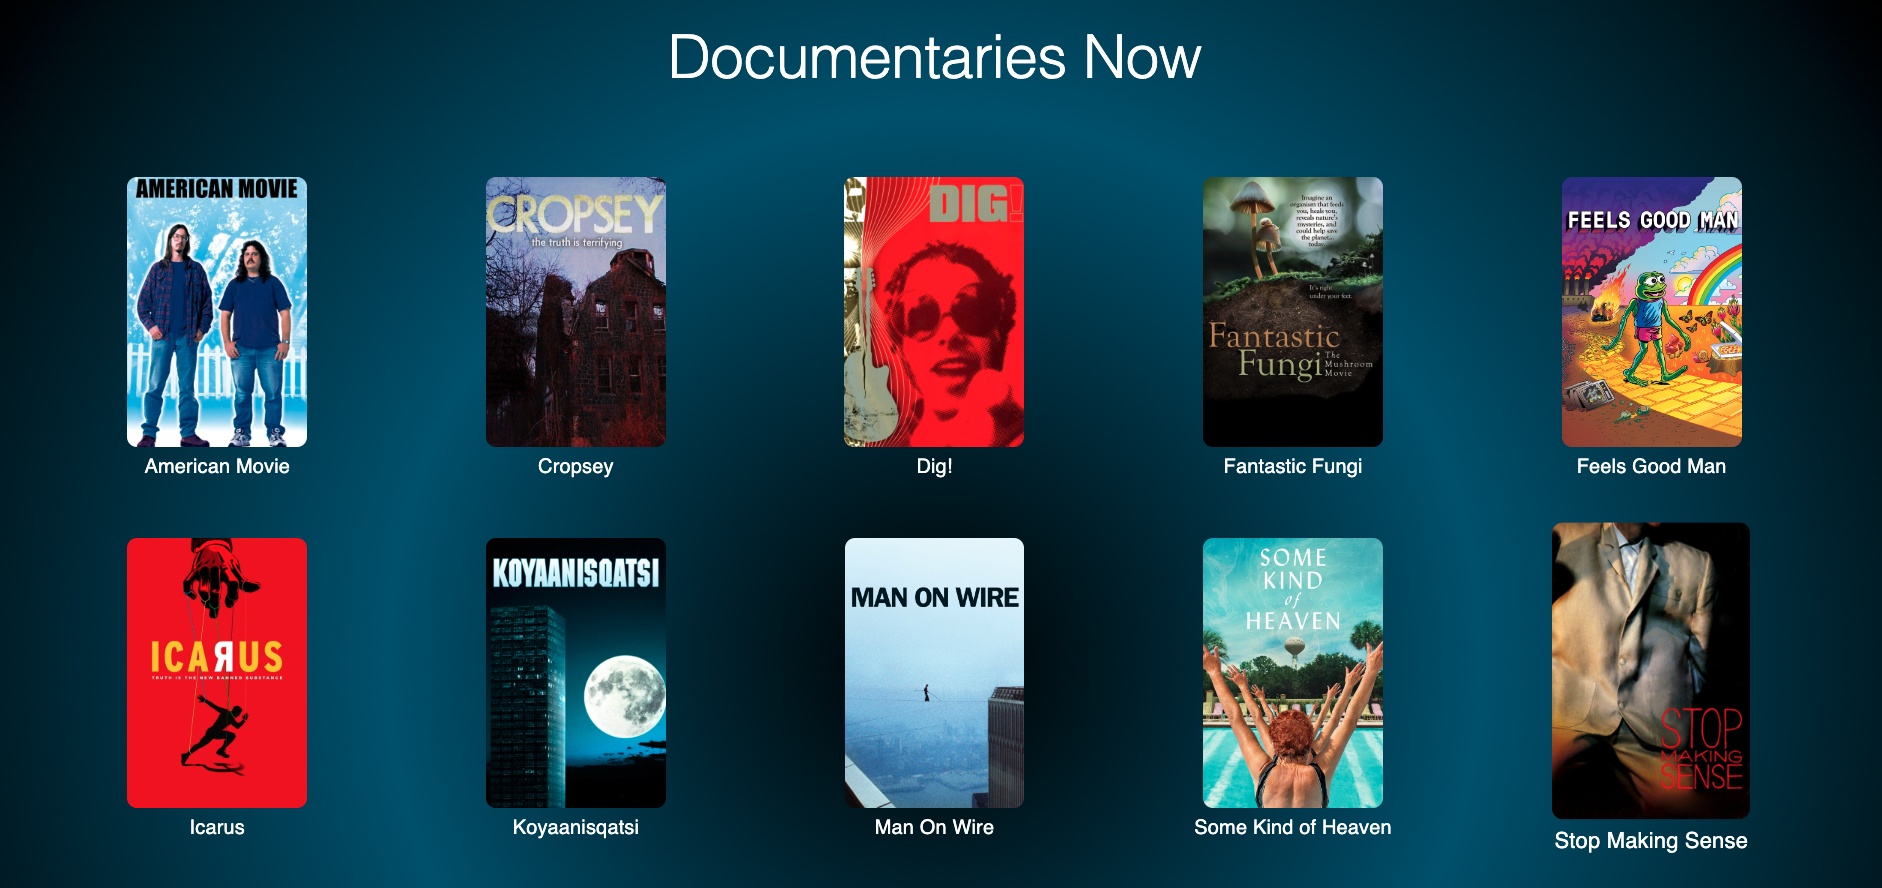 Documentaries Now
AMERICAN MOVIE
American Movie
CROPSEY
the truth is terrifying
Cropsey
DIG!
Dig!
Imagine an
organism that feeds
you, heals you,
reveals nature's
mysteries, and
could help save
the planet...
today.
It's right
under your feet.
Fantastic
Fungi
The
Mushroom
Movie
Fantastic Fungi
FEELS GOOD MAN
Feels Good Man
ICAЯUS
TRUTH IS THE NEW BANNED SUBSTANCE
Icarus
KOYAANISQATSI
Koyaanisqatsi
MAN ON WIRE
Man On Wire
SOME
KIND
of
HEAVEN
Some Kind of Heaven
STOP
MAKING
SENSE
Stop Making Sense